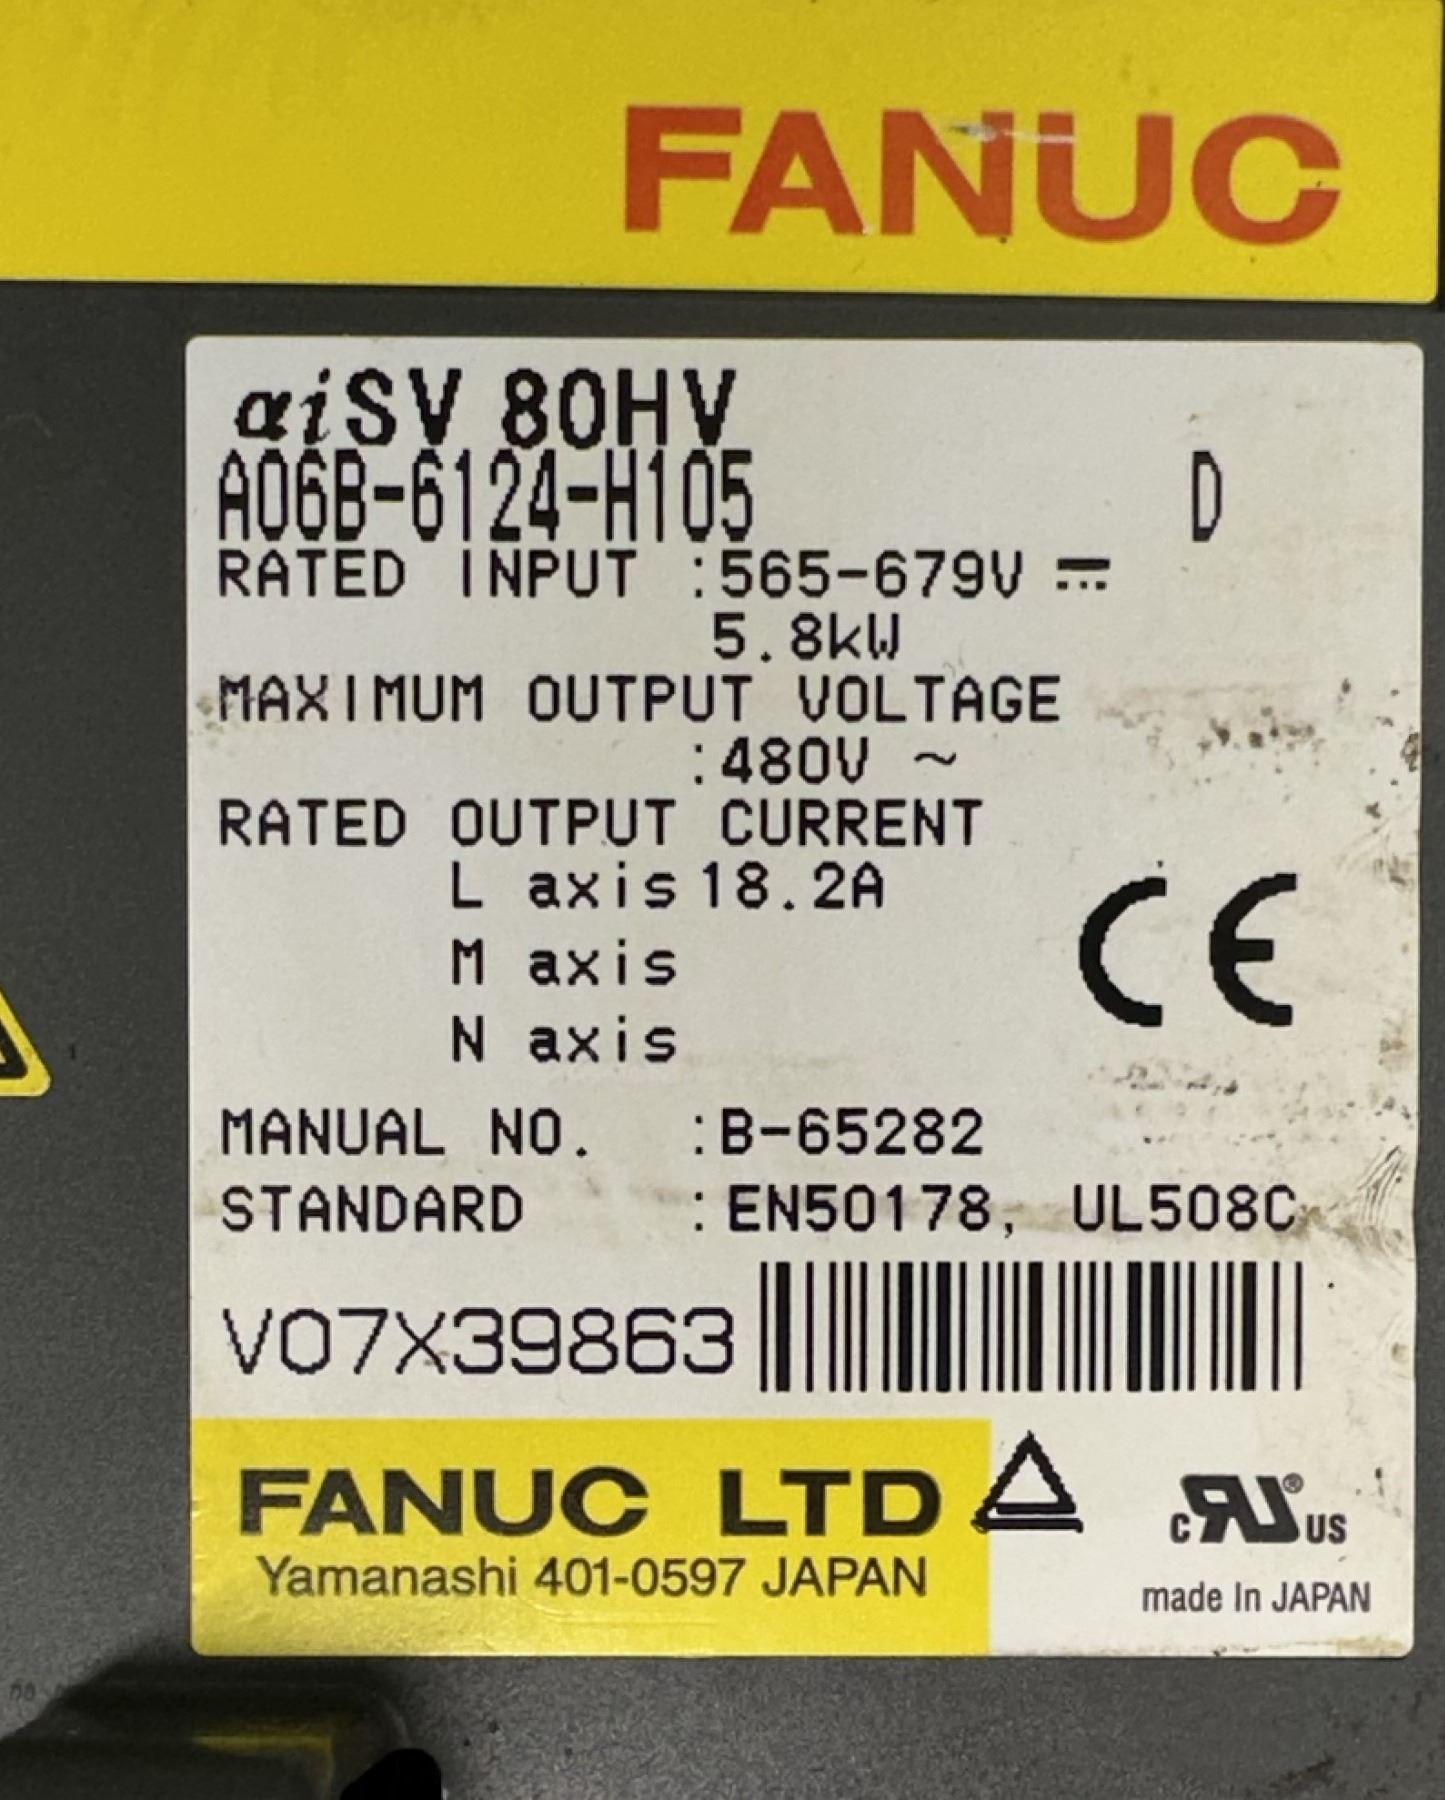 FANUC
αiSV 80HV
A06B-6124-H105 D
RATED INPUT :565-679V ⎓
5.8kW
MAXIMUM OUTPUT VOLTAGE
:480V ~
RATED OUTPUT CURRENT
L axis 18.2A
M axis
N axis
CE
MANUAL NO. :B-65282
STANDARD :EN50178, UL508C
V07X39863
FANUC LTD
Yamanashi 401-0597 JAPAN
c RU ® US
made In JAPAN